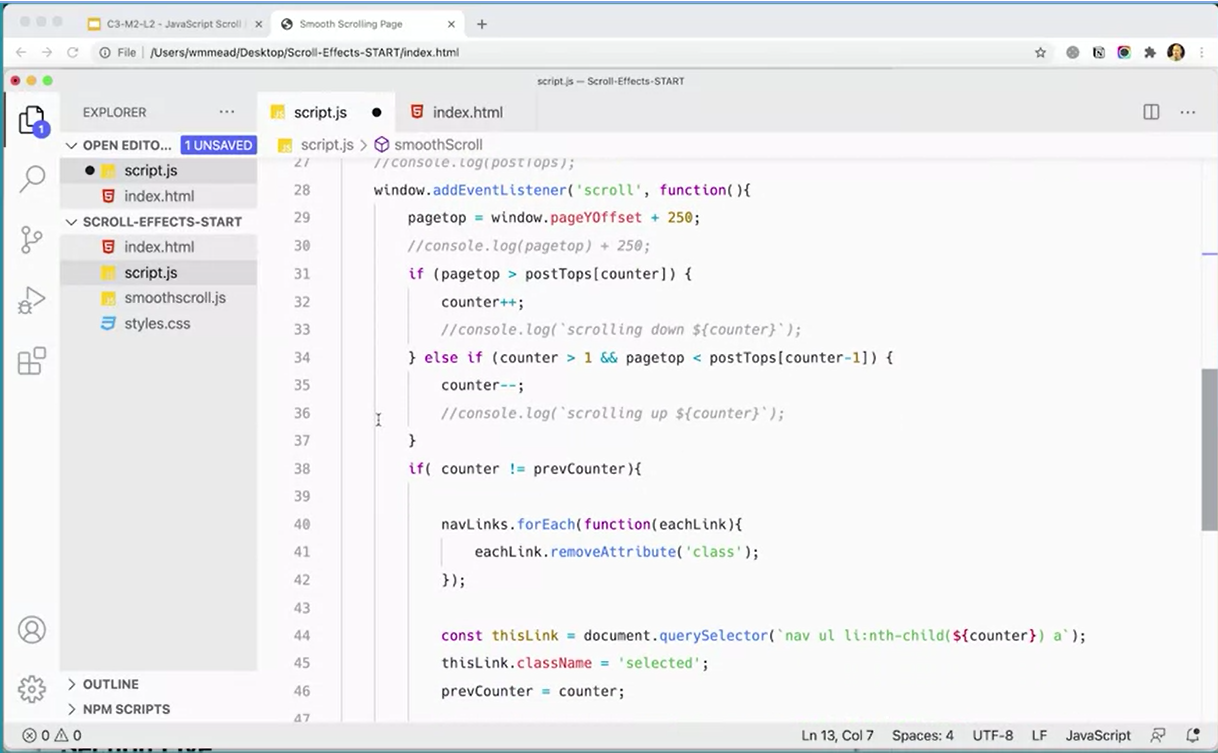 C3-M2-L2 - JavaScript Scroll
Smooth Scrolling Page
File /Users/wmmead/Desktop/Scroll-Effects-START/index.html
script.js — Scroll-Effects-START
EXPLORER
script.js
index.html
1
OPEN EDITO...
1 UNSAVED
script.js > smoothScroll
script.js
index.html
SCROLL-EFFECTS-START
index.html
script.js
smoothscroll.js
styles.css
27 //console.log(postTops);
28 window.addEventListener('scroll', function(){
29 pagetop = window.pageYOffset + 250;
30 //console.log(pagetop) + 250;
31 if (pagetop > postTops[counter]) {
32 counter++;
33 //console.log(`scrolling down ${counter}`);
34 } else if (counter > 1 && pagetop < postTops[counter-1]) {
35 counter--;
36 //console.log(`scrolling up ${counter}`);
37 }
38 if( counter != prevCounter){
39
40 navLinks.forEach(function(eachLink){
41 eachLink.removeAttribute('class');
42 });
43
44 const thisLink = document.querySelector(`nav ul li:nth-child(${counter}) a`);
45 thisLink.className = 'selected';
46 prevCounter = counter;
47
OUTLINE
NPM SCRIPTS
0 0
Ln 13, Col 7 Spaces: 4 UTF-8 LF JavaScript